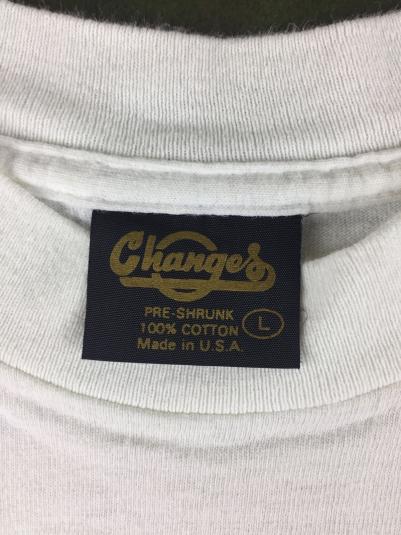 Changes
PRE-SHRUNK
100% COTTON L
Made in U.S.A.